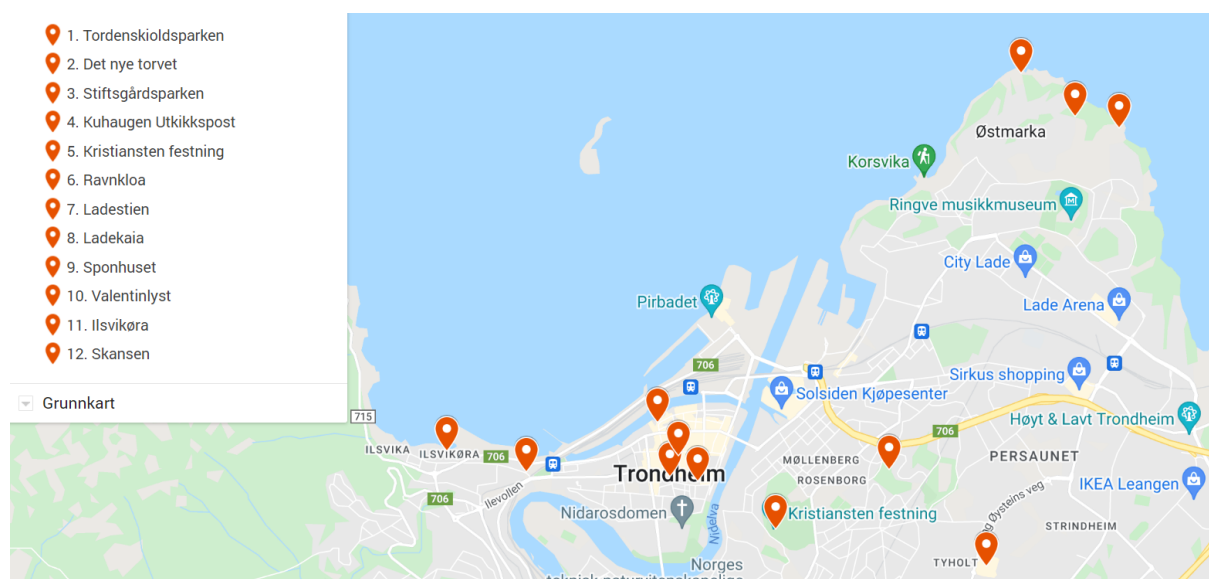 1. Tordenskioldsparken
2. Det nye torvet
3. Stiftsgårdsparken
4. Kuhaugen Utkikkspost
5. Kristiansten festning
6. Ravnkloa
7. Ladestien
8. Ladekaia
9. Sponhuset
10. Valentinlyst
11. Ilsvikøra
12. Skansen
Grunnkart
Østmarka
Korsvika
Ringve musikkmuseum
City Lade
Pirbadet
Lade Arena
706
Sirkus shopping
Solsiden Kjøpesenter
715
Høyt & Lavt Trondheim
706
ILSVIKA
ILSVIKØRA
706
MØLLENBERG
PERSAUNET
Trondheim
ROSENBORG
IKEA Leangen
706
Ilevollen
Nidarosdomen
Nidelva
Kristiansten festning
ng Øysteins veg
STRINDHEIM
TYHOLT
Norges